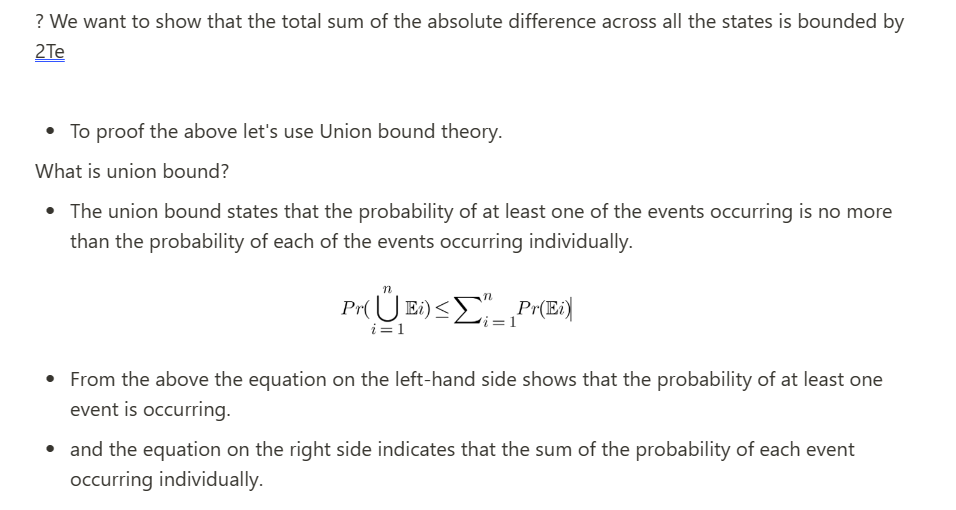 ? We want to show that the total sum of the absolute difference across all the states is bounded by
2Te
• To proof the above let's use Union bound theory.
What is union bound?
• The union bound states that the probability of at least one of the events occurring is no more
than the probability of each of the events occurring individually.
Pr(⋃_{i=1}^{n} 𝔼i) ≤ ∑_{i=1}^{n} Pr(𝔼i)
• From the above the equation on the left-hand side shows that the probability of at least one
event is occurring.
• and the equation on the right side indicates that the sum of the probability of each event
occurring individually.